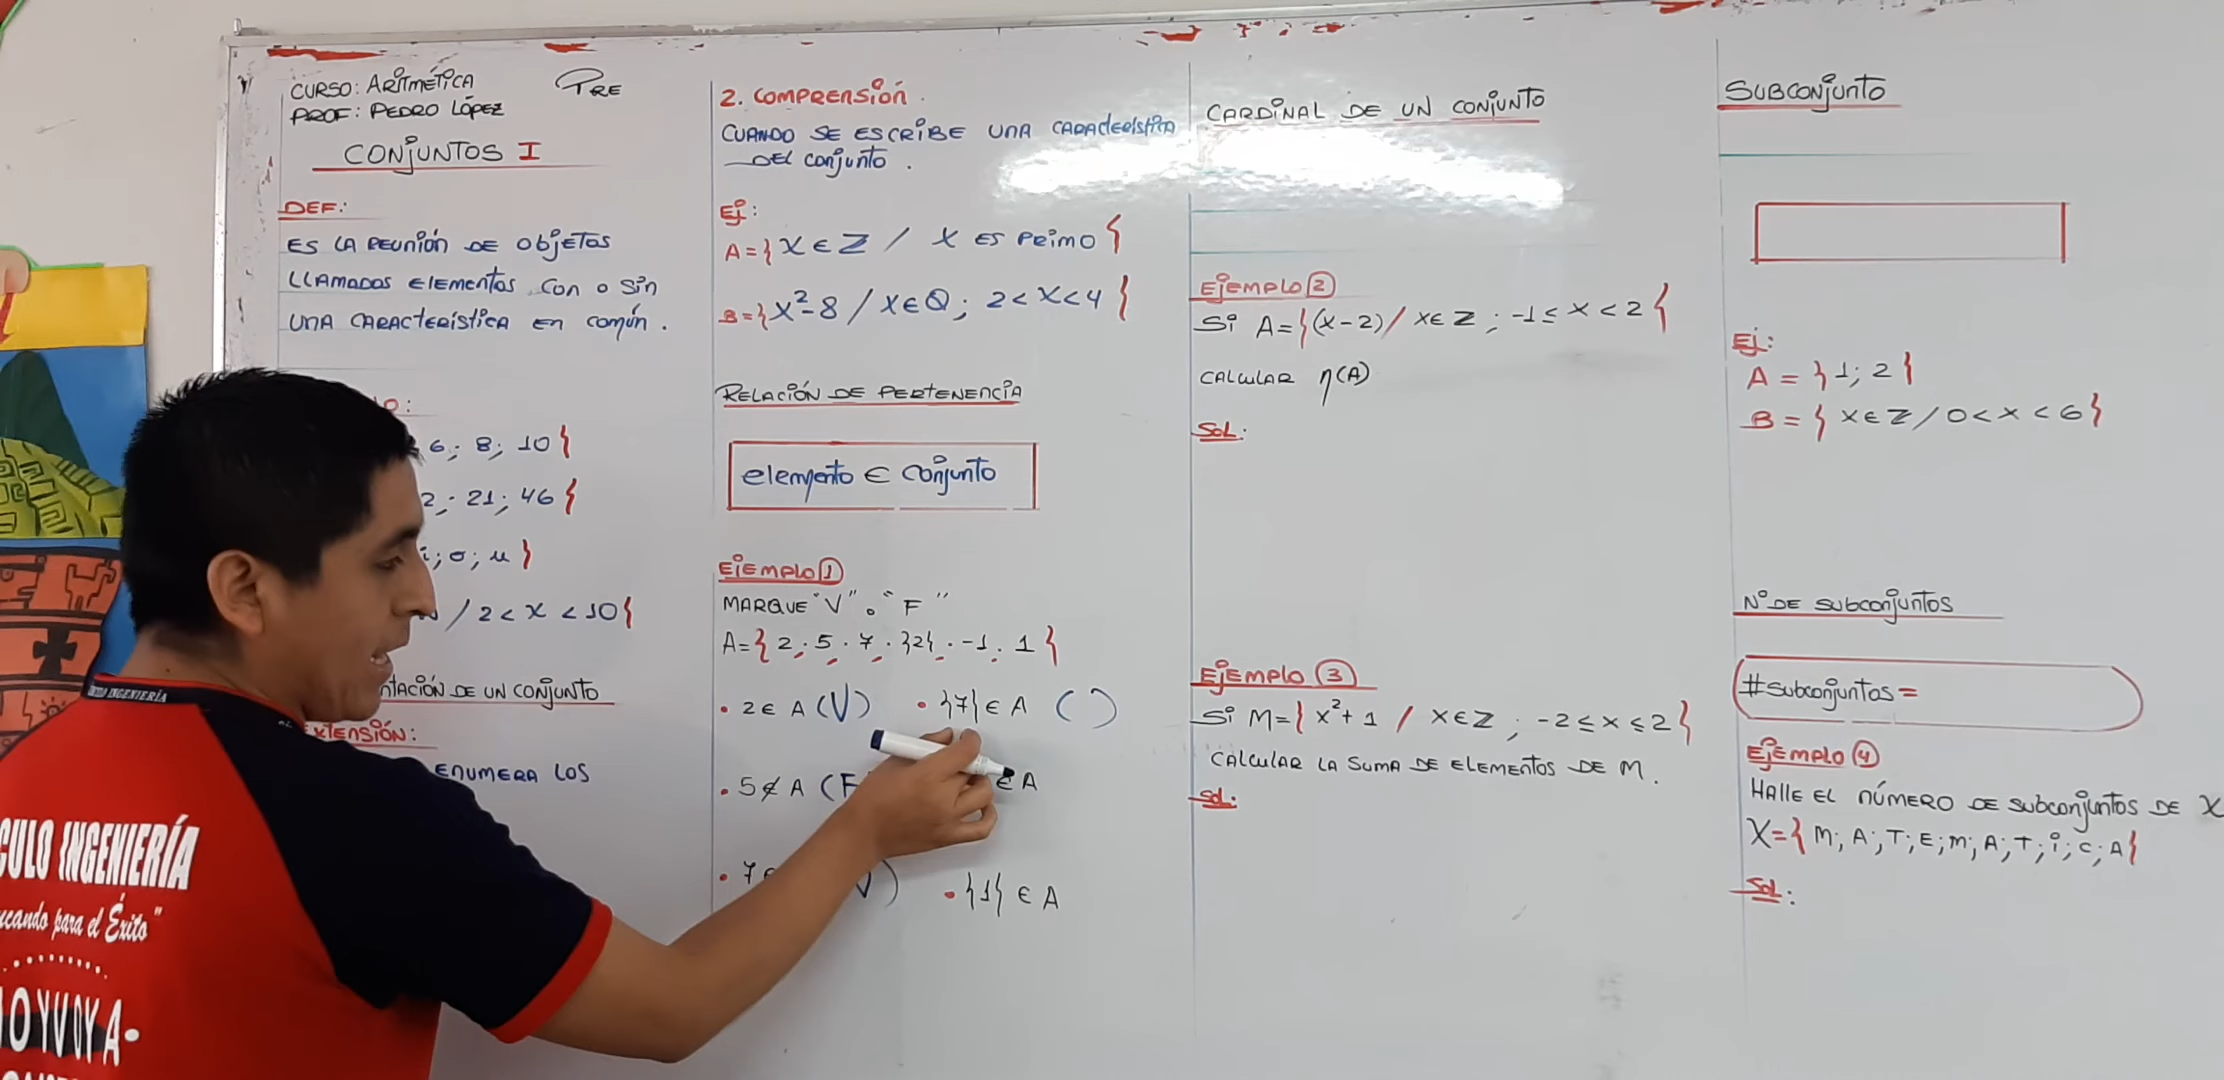 CURSO: ARITMÉTICA
PRE
PROF: PEDRO LÓPEZ
CONJUNTOS I
DEF:
ES LA REUNIÓN DE OBJETOS
LLAMADOS ELEMENTOS CON O SIN
UNA CARACTERÍSTICA EN COMÚN.
6; 8; 10}
21; 46}
i; o; u}
/ 2 < x < 10}
DE UN CONJUNTO
ENUMERA LOS
2. COMPRENSIÓN.
CUANDO SE ESCRIBE UNA CARACTERÍSTICA
DEL CONJUNTO.
Ej:
A={X ∈ Z / X ES PRIMO}
B={X²-8 / X∈Q; 2<X<4}
RELACIÓN DE PERTENENCIA
elemento ∈ conjunto
EJEMPLO 1
MARQUE "V" o "F"
A={2; 5; 7; {2}; -1; 1}
• 2 ∈ A (V) • {7} ∈ A ( )
• 5 ∉ A (F ∈ A
• 7 V) • {1} ∈ A
CARDINAL DE UN CONJUNTO
EJEMPLO 2
Si A={(x-2)/ x∈Z; -1≤x<2}
CALCULAR η(A)
SOL:
EJEMPLO 3
Si M={x²+1 / x∈Z; -2≤x≤2}
CALCULAR LA SUMA DE ELEMENTOS DE M.
SOL:
SUBCONJUNTO
Ej:
A = {1; 2}
B = {x∈Z/0<x<6}
N° DE SUBCONJUNTOS
#SUBCONJUNTOS=
EJEMPLO 4
HALLE EL NÚMERO DE SUBCONJUNTOS DE X
X={M; A; T; E; M; A; T; i; C; A}
SOL:
CULO INGENIERÍA
para el Éxito"
O YUDY A-